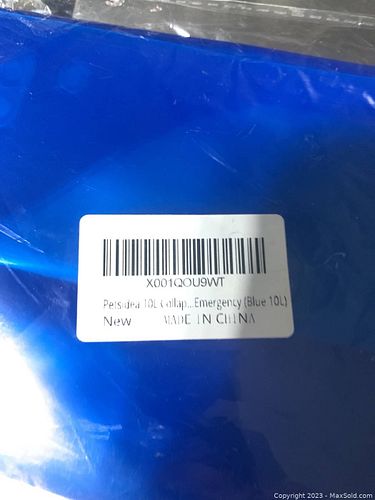 X001QOU9WT
Petsidea 10L Collap...Emergency (Blue 10L)
New MADE IN CHINA
Copyright 2023 - MaxSold.com